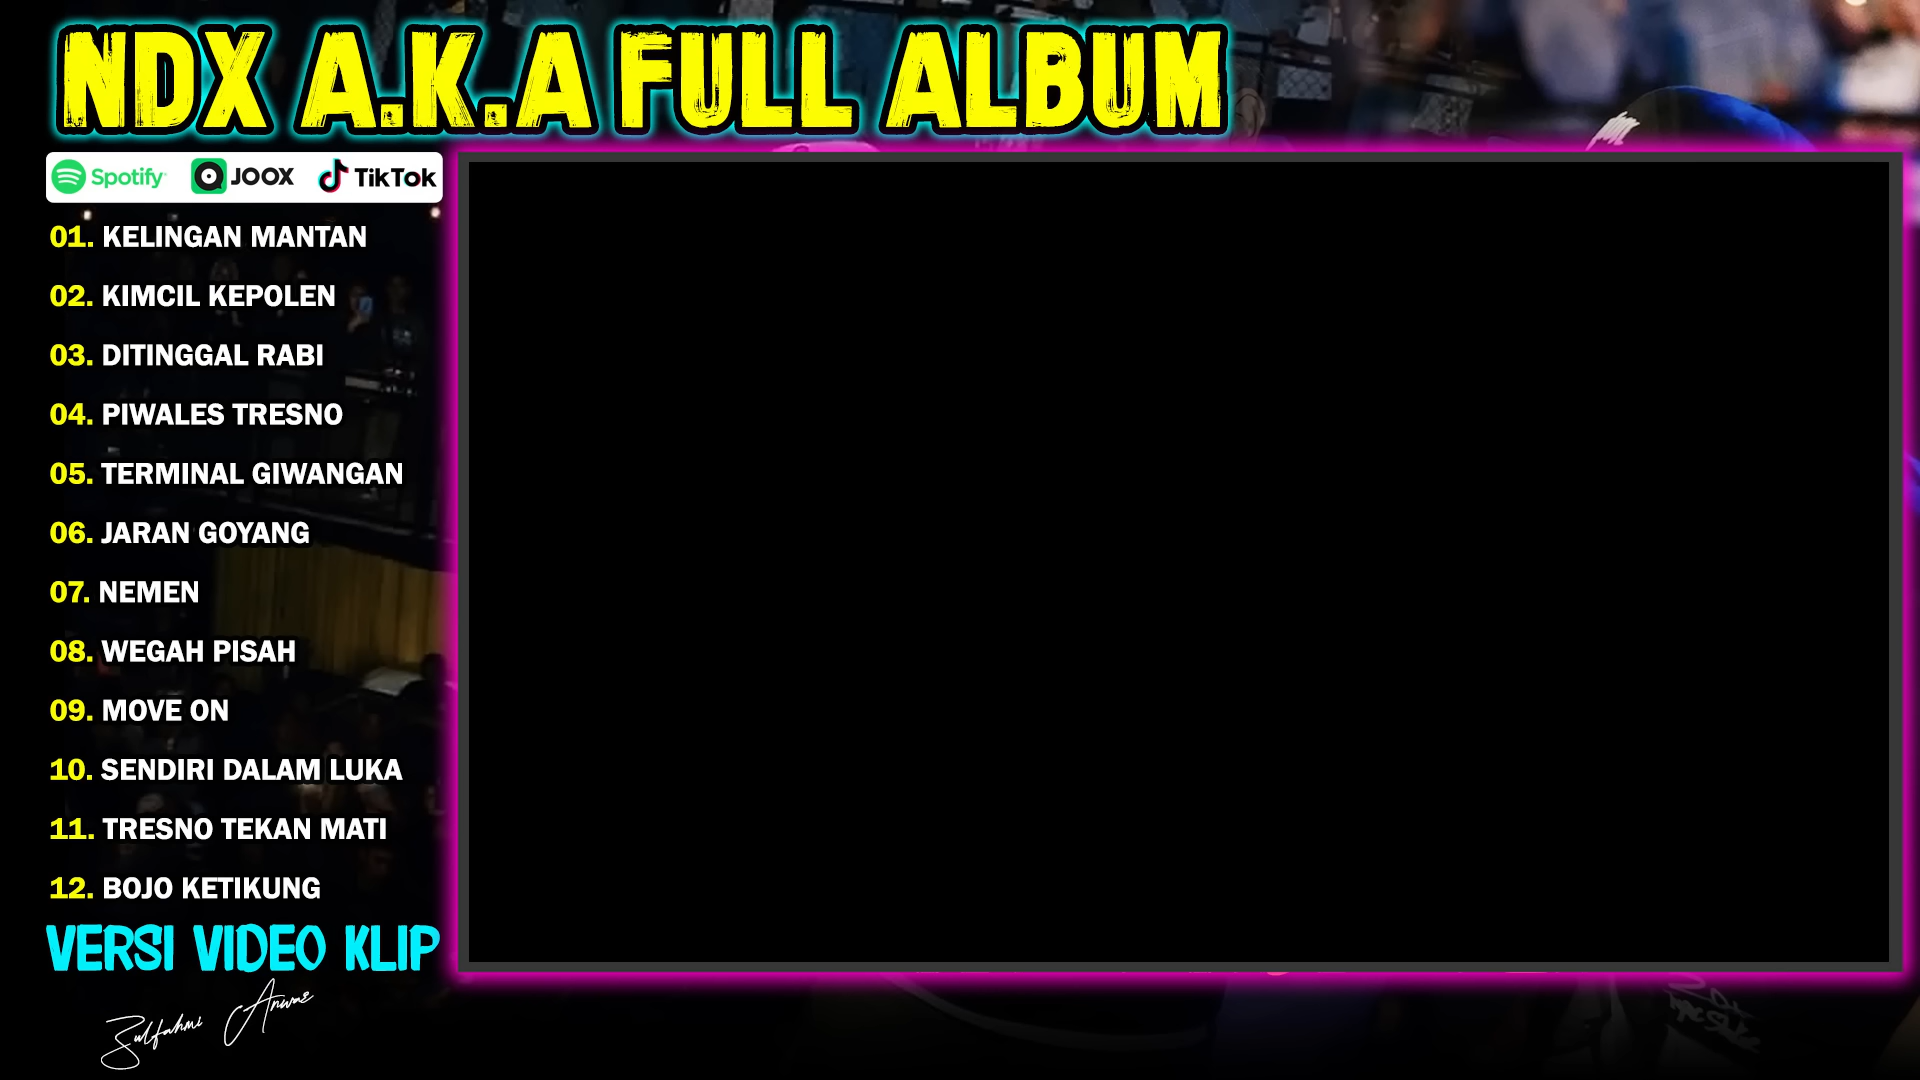 NDX A.K.A FULL ALBUM
Spotify JOOX TikTok
01. KELINGAN MANTAN
02. KIMCIL KEPOLEN
03. DITINGGAL RABI
04. PIWALES TRESNO
05. TERMINAL GIWANGAN
06. JARAN GOYANG
07. NEMEN
08. WEGAH PISAH
09. MOVE ON
10. SENDIRI DALAM LUKA
11. TRESNO TEKAN MATI
12. BOJO KETIKUNG
VERSI VIDEO KLIP
Zulfahmi Anwar